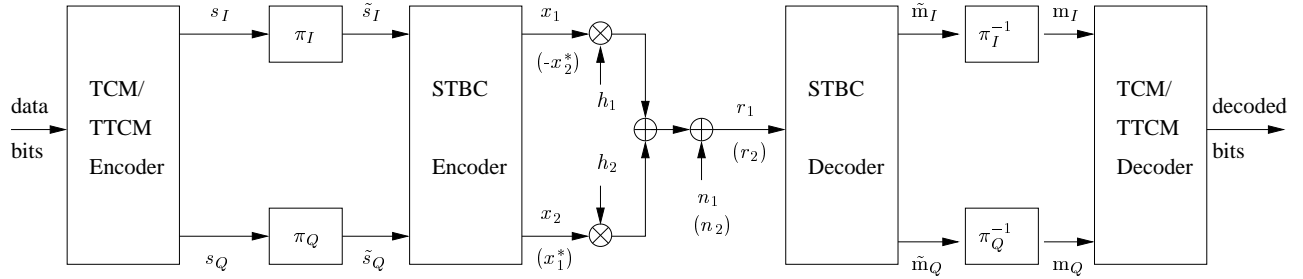 data
bits
TCM/
TTCM
Encoder
s_I
s_Q
π_I
π_Q
s̃_I
s̃_Q
STBC
Encoder
x_1
(-x_2^*)
x_2
(x_1^*)
h_1
h_2
n_1
(n_2)
r_1
(r_2)
STBC
Decoder
m̃_I
m̃_Q
π_I^{-1}
π_Q^{-1}
m_I
m_Q
TCM/
TTCM
Decoder
decoded
bits